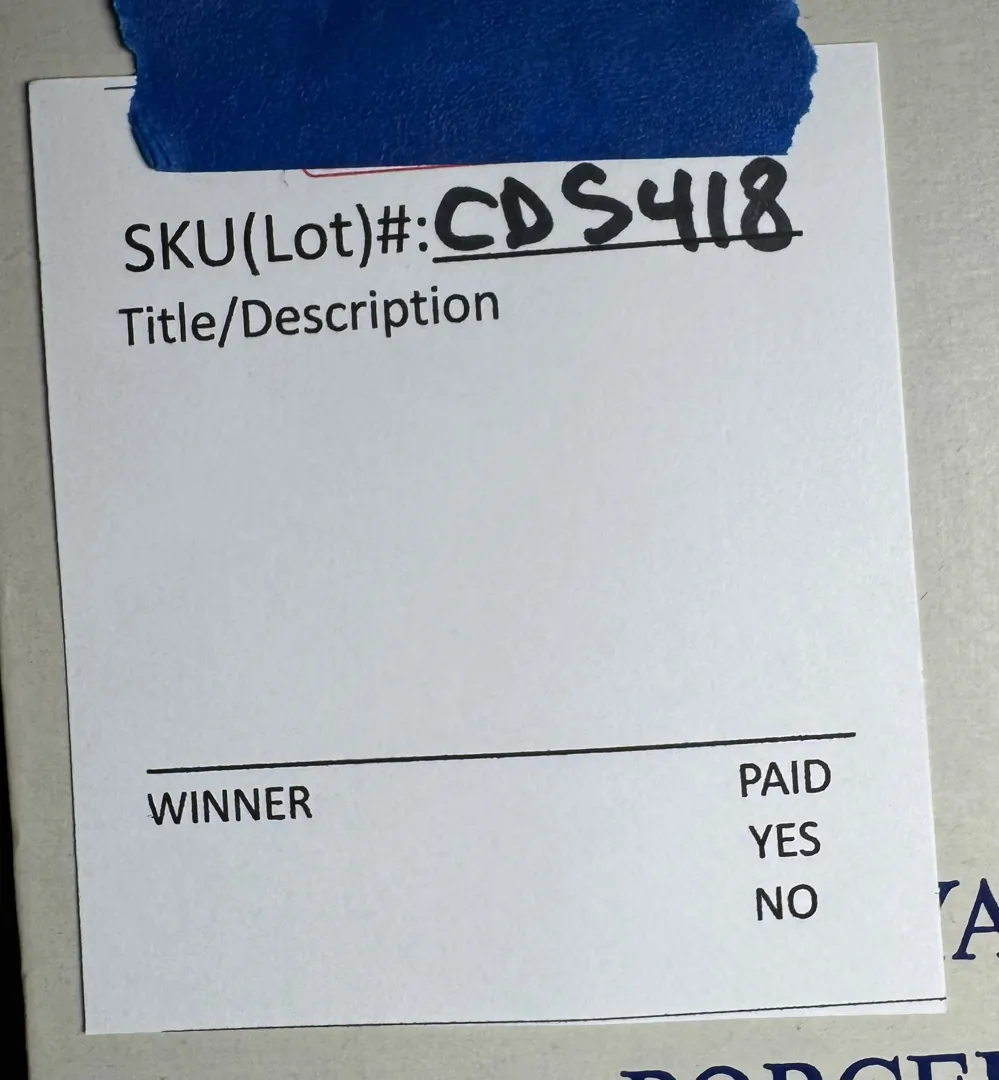 SKU(Lot)#:CDS418
Title/Description
WINNER
PAID
YES
NO